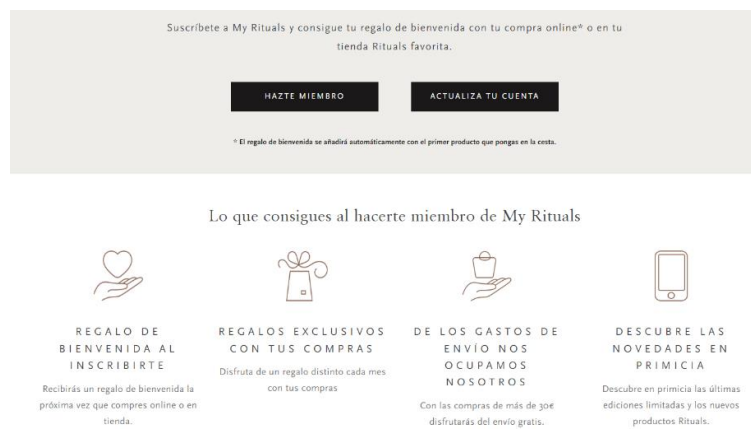 Suscríbete a My Rituals y consigue tu regalo de bienvenida con tu compra online* o en tu
tienda Rituals favorita.
HAZTE MIEMBRO
ACTUALIZA TU CUENTA
* El regalo de bienvenida se añadirá automáticamente con el primer producto que pongas en la cesta.
Lo que consigues al hacerte miembro de My Rituals
REGALO DE
BIENVENIDA AL
INSCRIBIRTE
Recibirás un regalo de bienvenida la
próxima vez que compres online o en
tienda.
REGALOS EXCLUSIVOS
CON TUS COMPRAS
Disfruta de un regalo distinto cada mes
con tus compras
DE LOS GASTOS DE
ENVÍO NOS
OCUPAMOS
NOSOTROS
Con las compras de más de 30€
disfrutarás del envío gratis.
DESCUBRE LAS
NOVEDADES EN
PRIMICIA
Descubre en primicia las últimas
ediciones limitadas y los nuevos
productos Rituals.